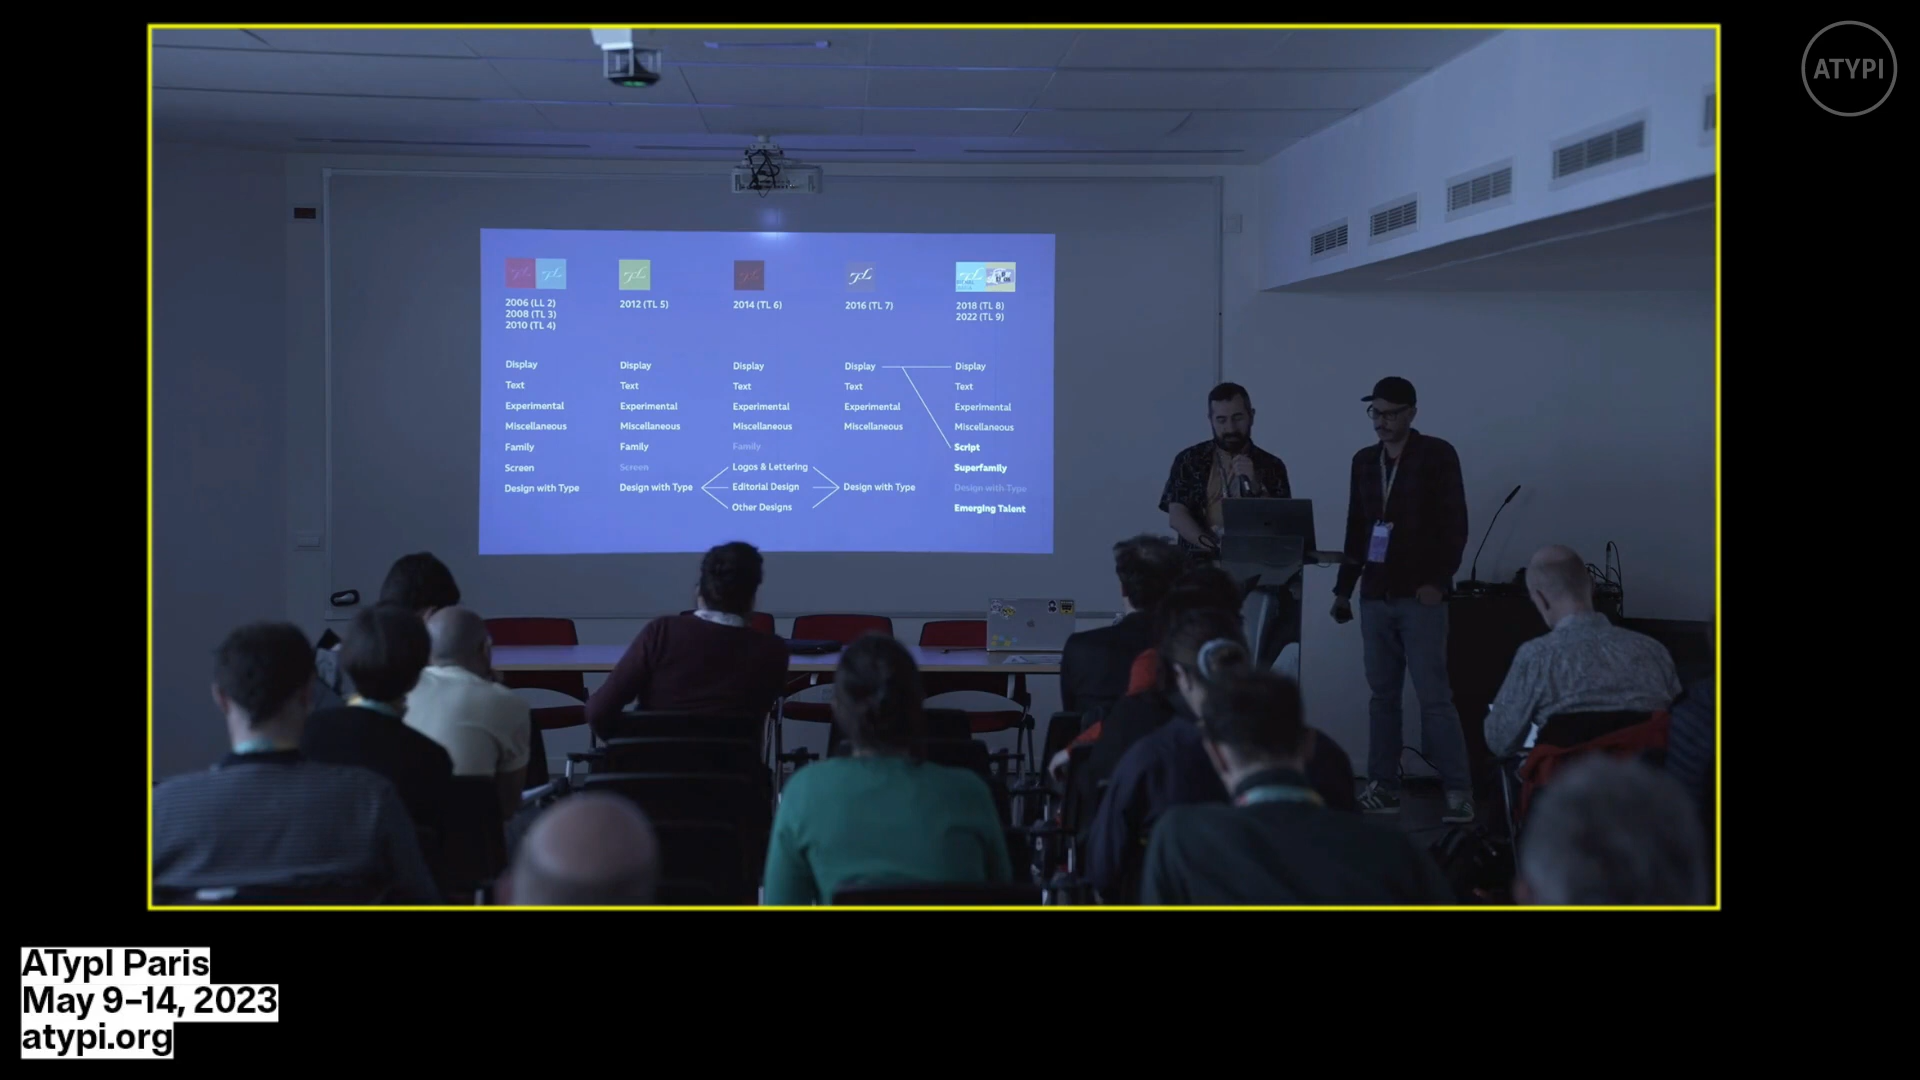 ATYPI
2006 (LL 2)
2008 (TL 3)
2010 (TL 4)
Display
Text
Experimental
Miscellaneous
Family
Screen
Design with Type
2012 (TL 5)
Display
Text
Experimental
Miscellaneous
Family
Screen
Design with Type
2014 (TL 6)
Display
Text
Experimental
Miscellaneous
Family
Logos & Lettering
Editorial Design
Other Designs
2016 (TL 7)
Display
Text
Experimental
Miscellaneous
Design with Type
2018 (TL 8)
2022 (TL 9)
Display
Text
Experimental
Miscellaneous
Script
Superfamily
Design with Type
Emerging Talent
ATypI Paris
May 9–14, 2023
atypi.org